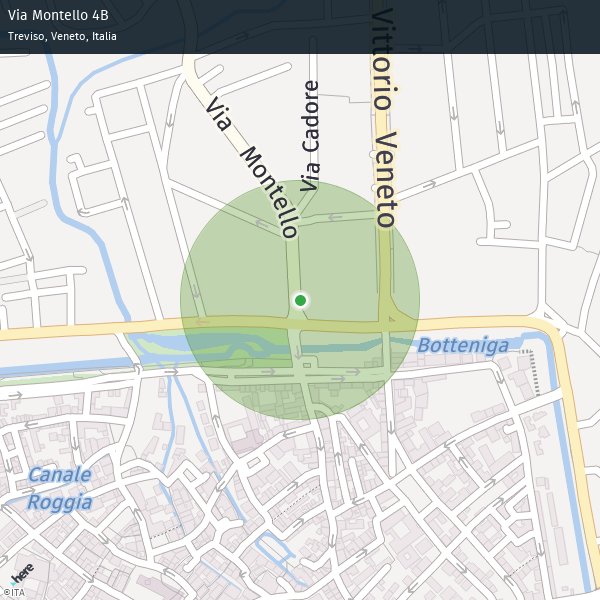 Via Montello 4B
Treviso, Veneto, Italia
Vittorio Veneto
Via Cadore
Via Montello
Botteniga
Canale
Roggia
here
©ITA